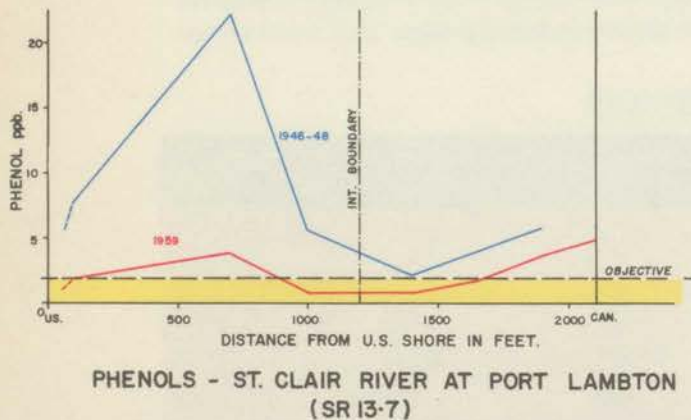 20
15
10
5
0
PHENOL ppb.
1946-48
1959
INT. BOUNDARY
OBJECTIVE
U.S. 500 1000 1500 2000 CAN.
DISTANCE FROM U.S. SHORE IN FEET.
PHENOLS - ST. CLAIR RIVER AT PORT LAMBTON
(SR 13·7)